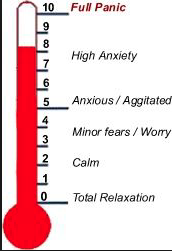 10 Full Panic
9
8
High Anxiety
7
6
5 Anxious / Aggitated
4
Minor fears / Worry
3
2 Calm
1
0 Total Relaxation